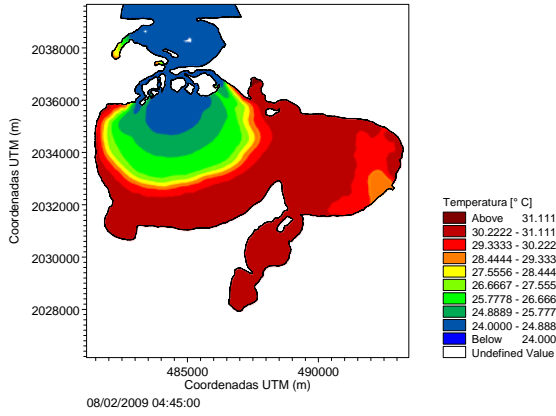 2038000
2036000
2034000
2032000
2030000
2028000
Coordenadas UTM (m)
485000
490000
Coordenadas UTM (m)
08/02/2009 04:45:00
Temperatura [° C]
Above 31.111
30.2222 - 31.111
29.3333 - 30.222
28.4444 - 29.333
27.5556 - 28.444
26.6667 - 27.555
25.7778 - 26.666
24.8889 - 25.777
24.0000 - 24.888
Below 24.000
Undefined Value